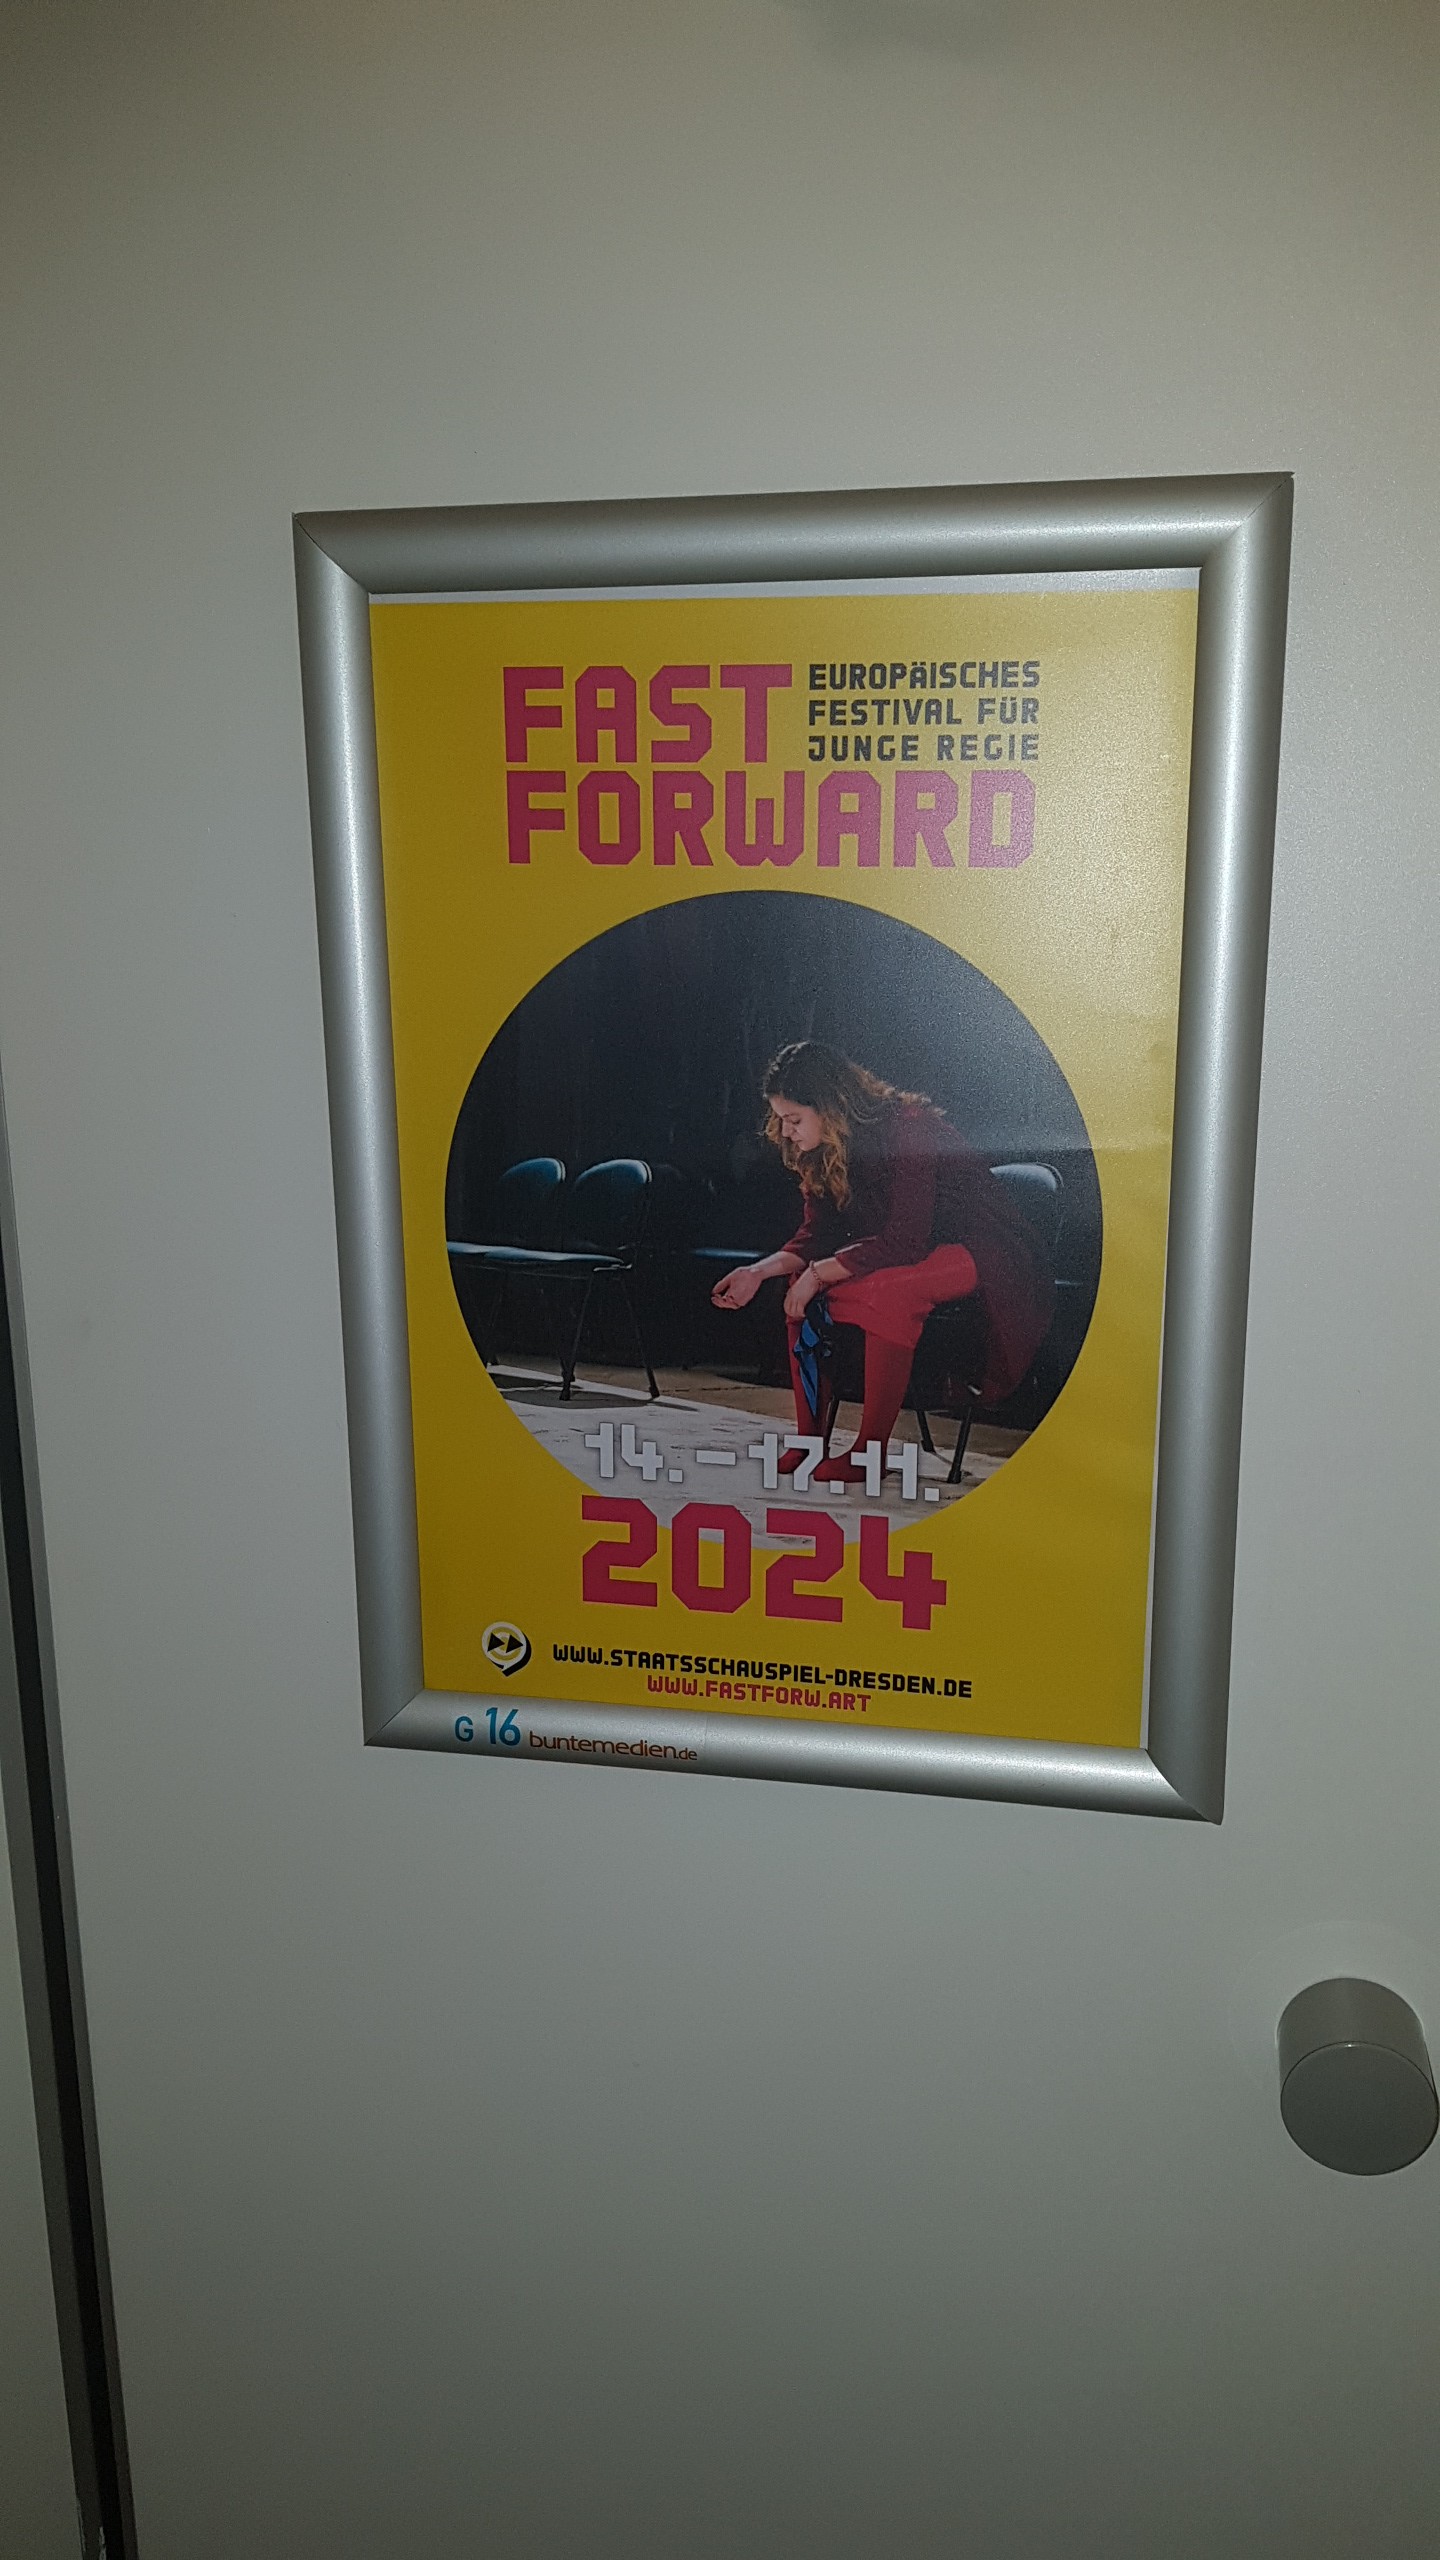 FAST
EUROPÄISCHES
FESTIVAL FÜR
JUNGE REGIE
FORWARD
14.–17.11.
2024
WWW.STAATSSCHAUSPIEL-DRESDEN.DE
WWW.FASTFORW.ART
G 16 buntemedien.de